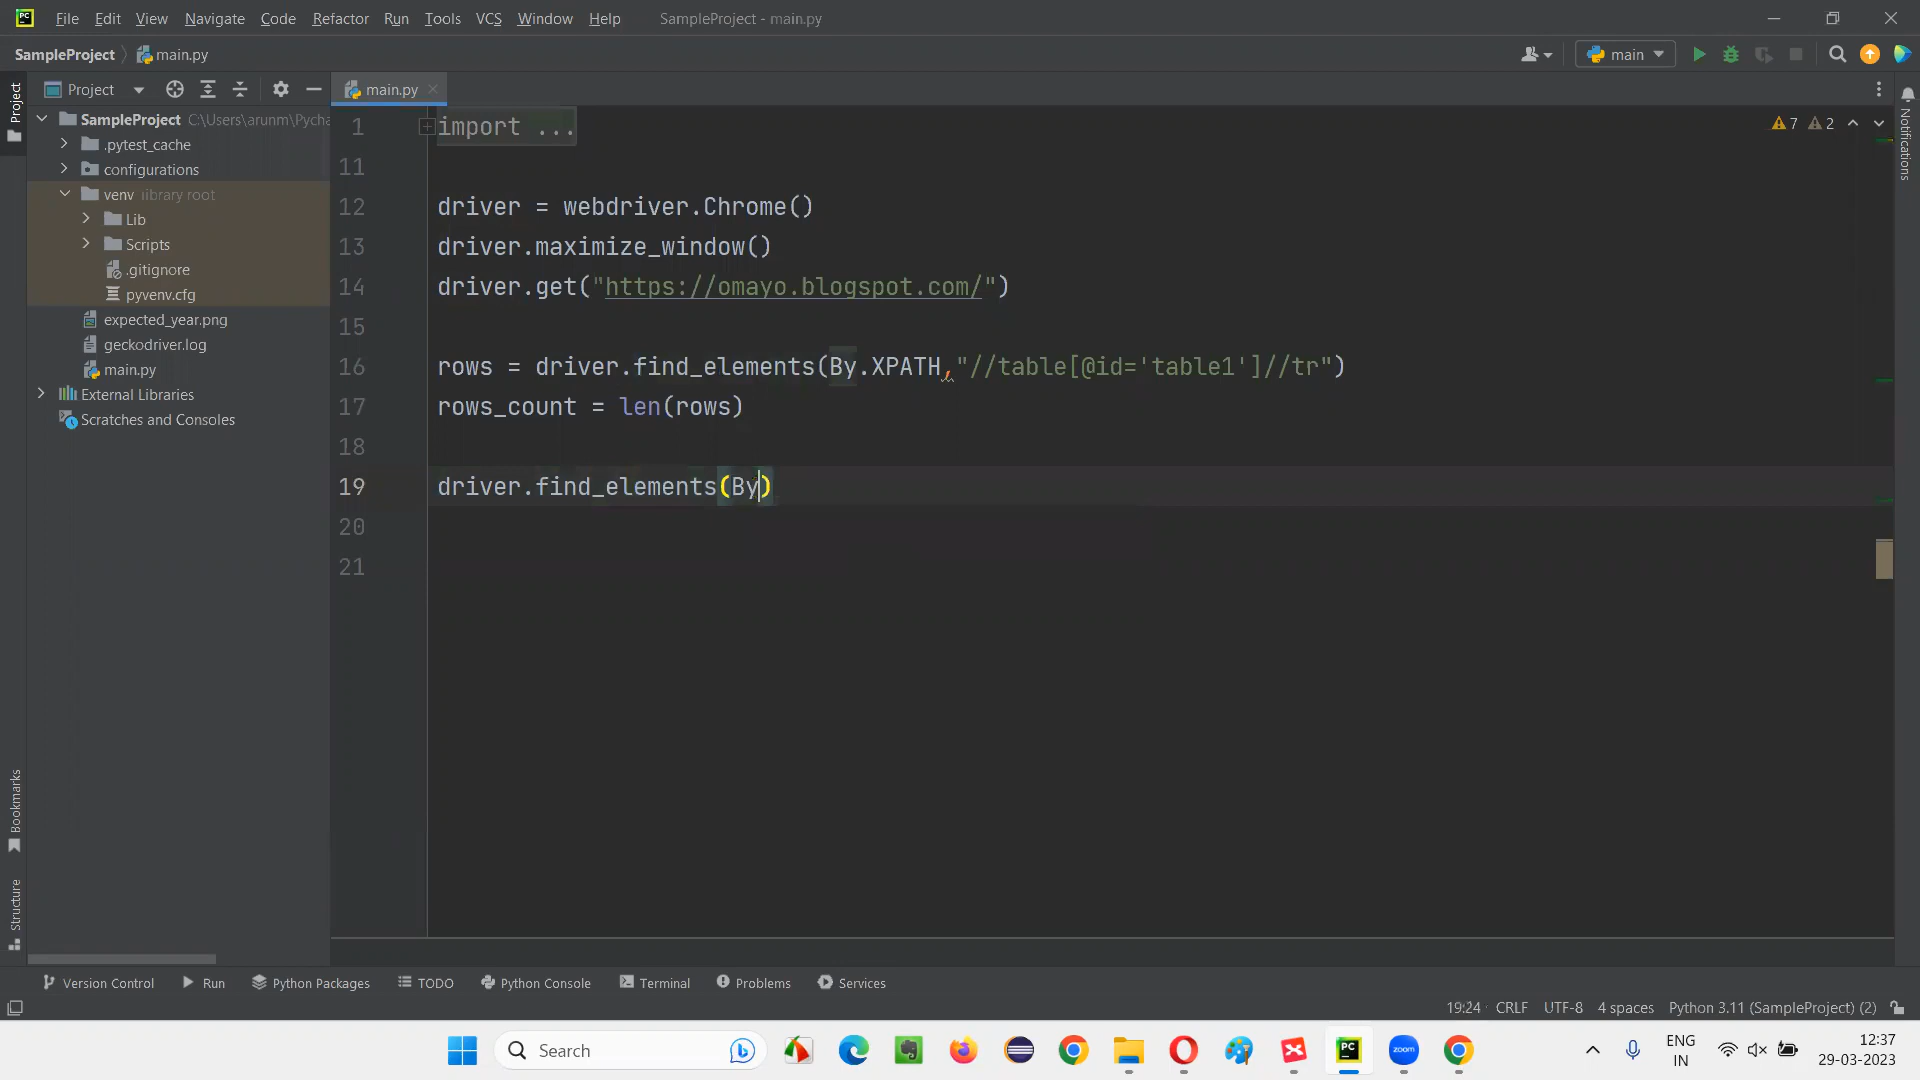 File Edit View Navigate Code Refactor Run Tools VCS Window Help SampleProject - main.py
SampleProject main.py main
Project main.py
SampleProject C:\Users\arunm\Pycha
.pytest_cache
configurations
venv library root
Lib
Scripts
.gitignore
pyvenv.cfg
expected_year.png
geckodriver.log
main.py
External Libraries
Scratches and Consoles
Project
Bookmarks
Structure
1 import ...
11
12 driver = webdriver.Chrome()
13 driver.maximize_window()
14 driver.get("https://omayo.blogspot.com/")
15
16 rows = driver.find_elements(By.XPATH,"//table[@id='table1']//tr")
17 rows_count = len(rows)
18
19 driver.find_elements(By)
20
21
7 2
Notifications
Version Control Run Python Packages TODO Python Console Terminal Problems Services
19:24 CRLF UTF-8 4 spaces Python 3.11 (SampleProject) (2)
Search
zoom
ENG
IN
12:37
29-03-2023